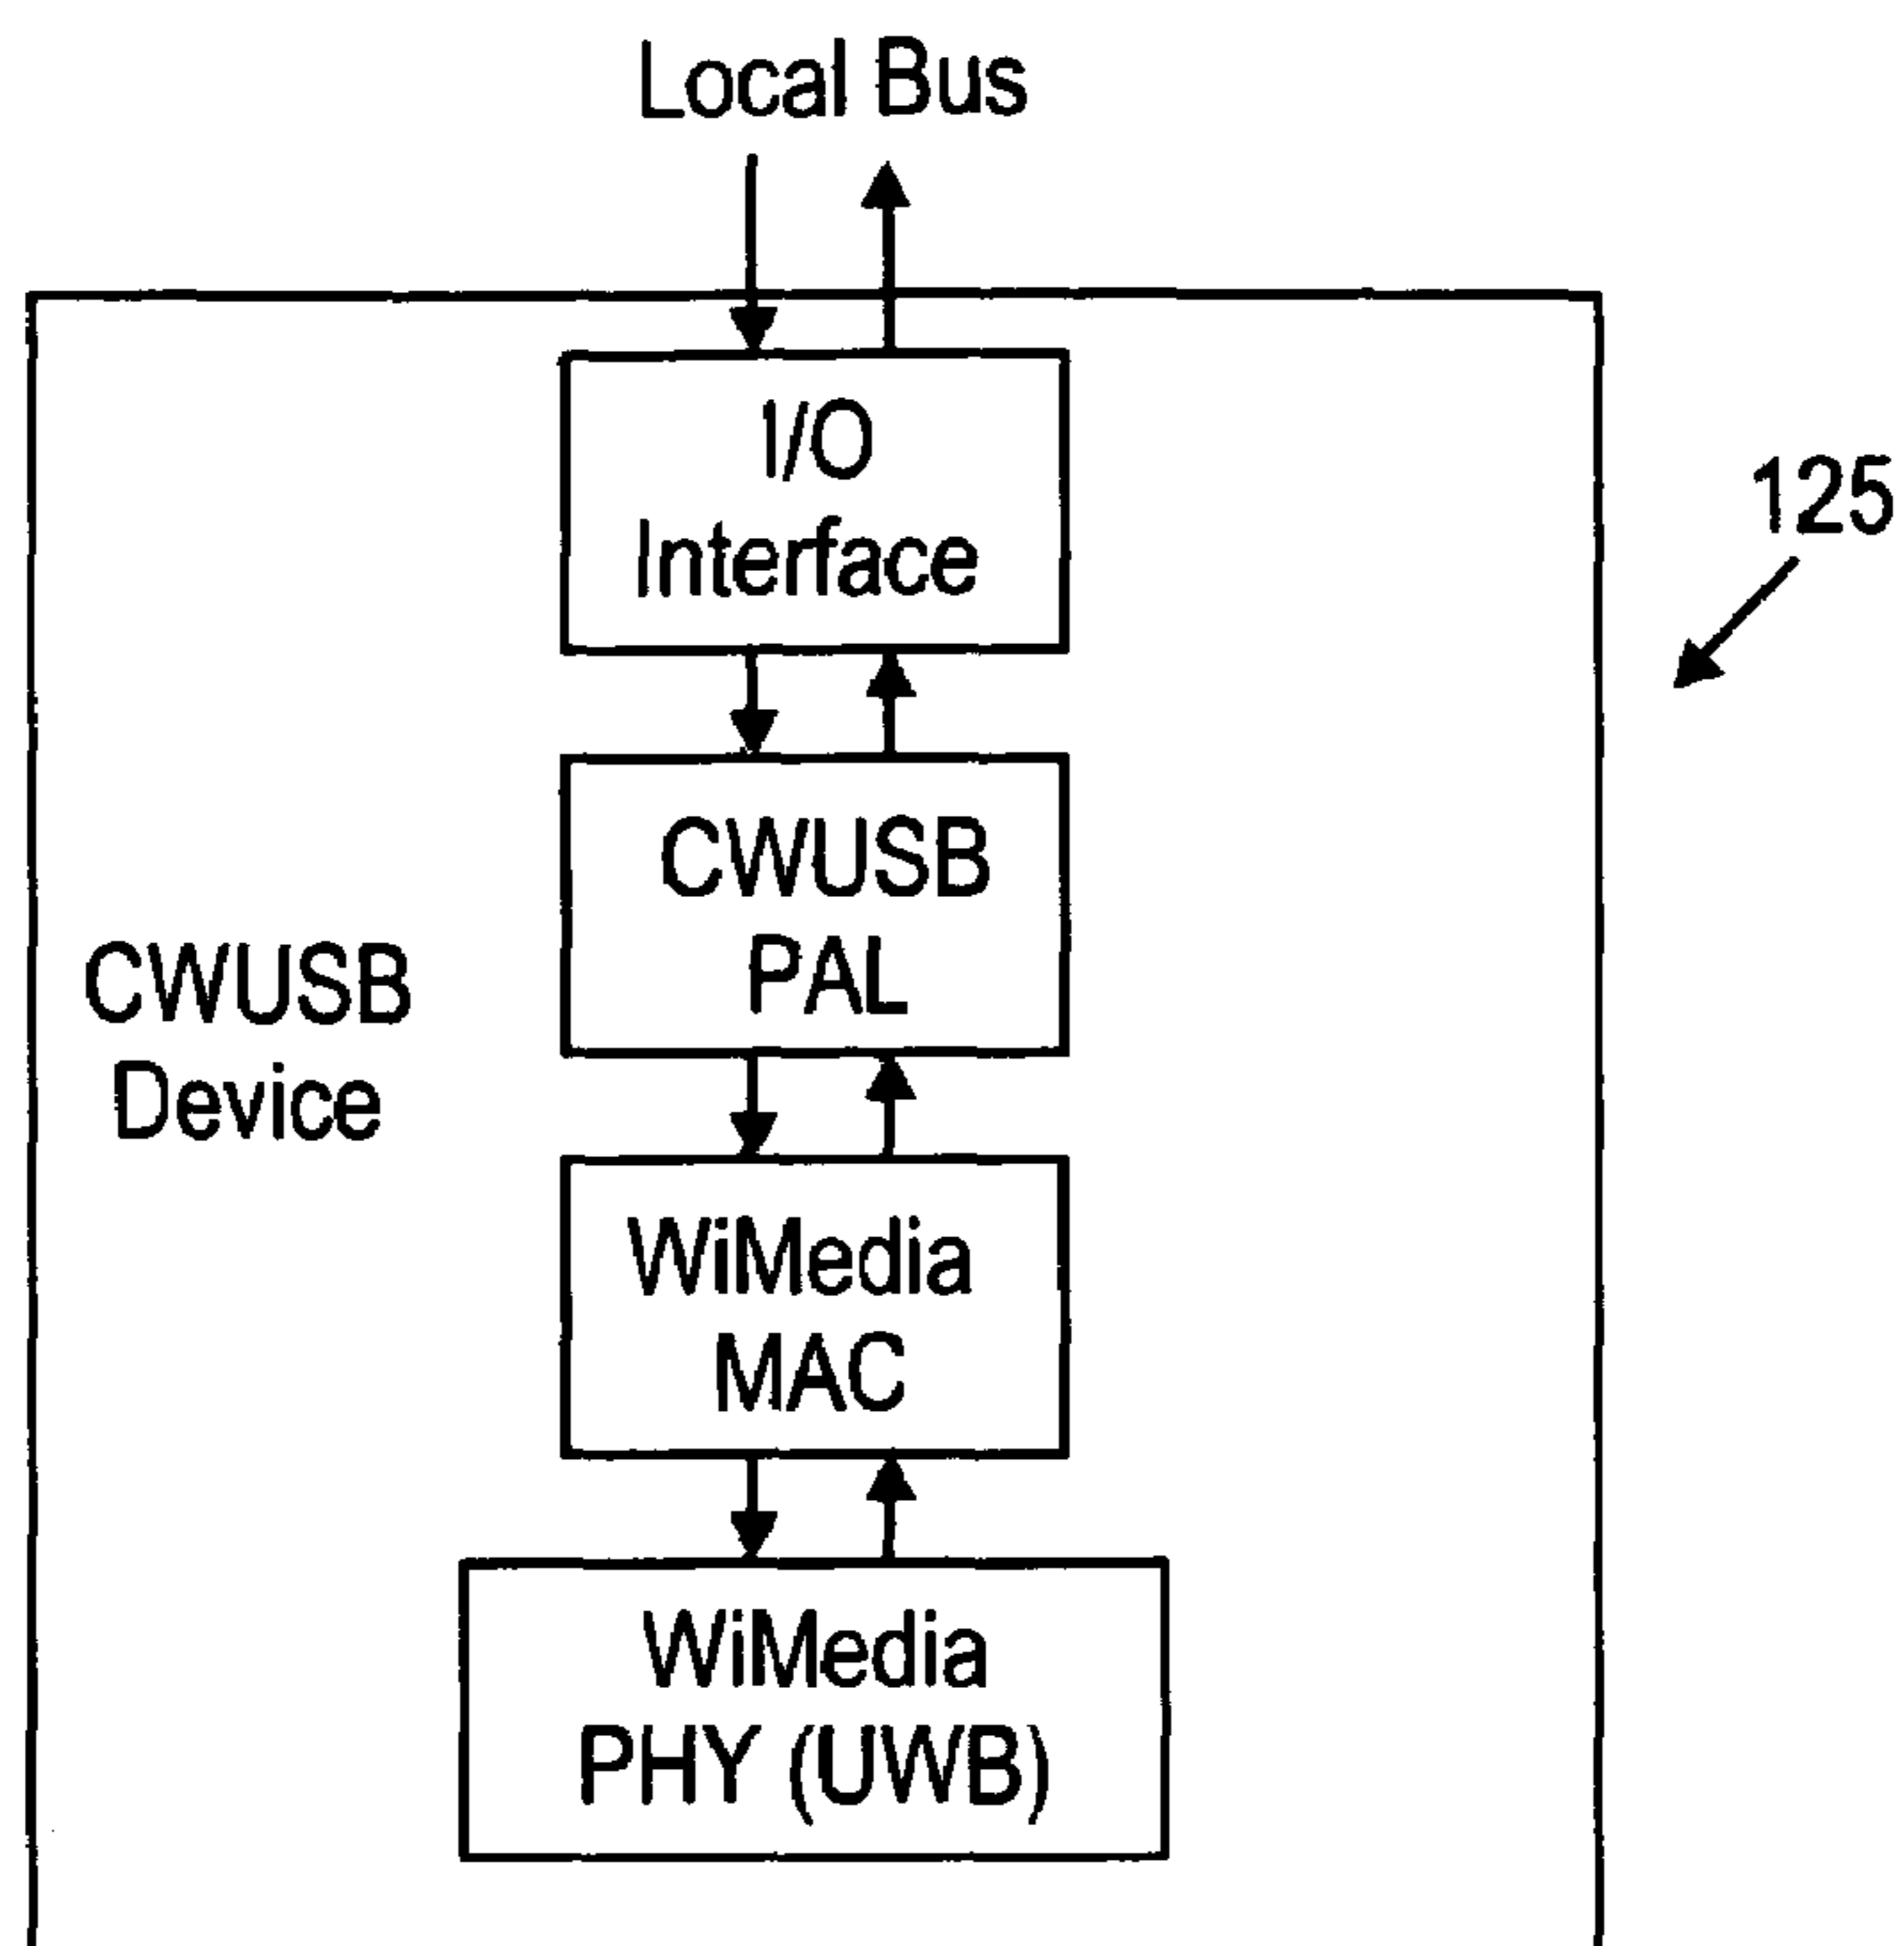 Local Bus
I/O
Interface
125
CWUSB
PAL
CWUSB
Device
WiMedia
MAC
WiMedia
PHY (UWB)